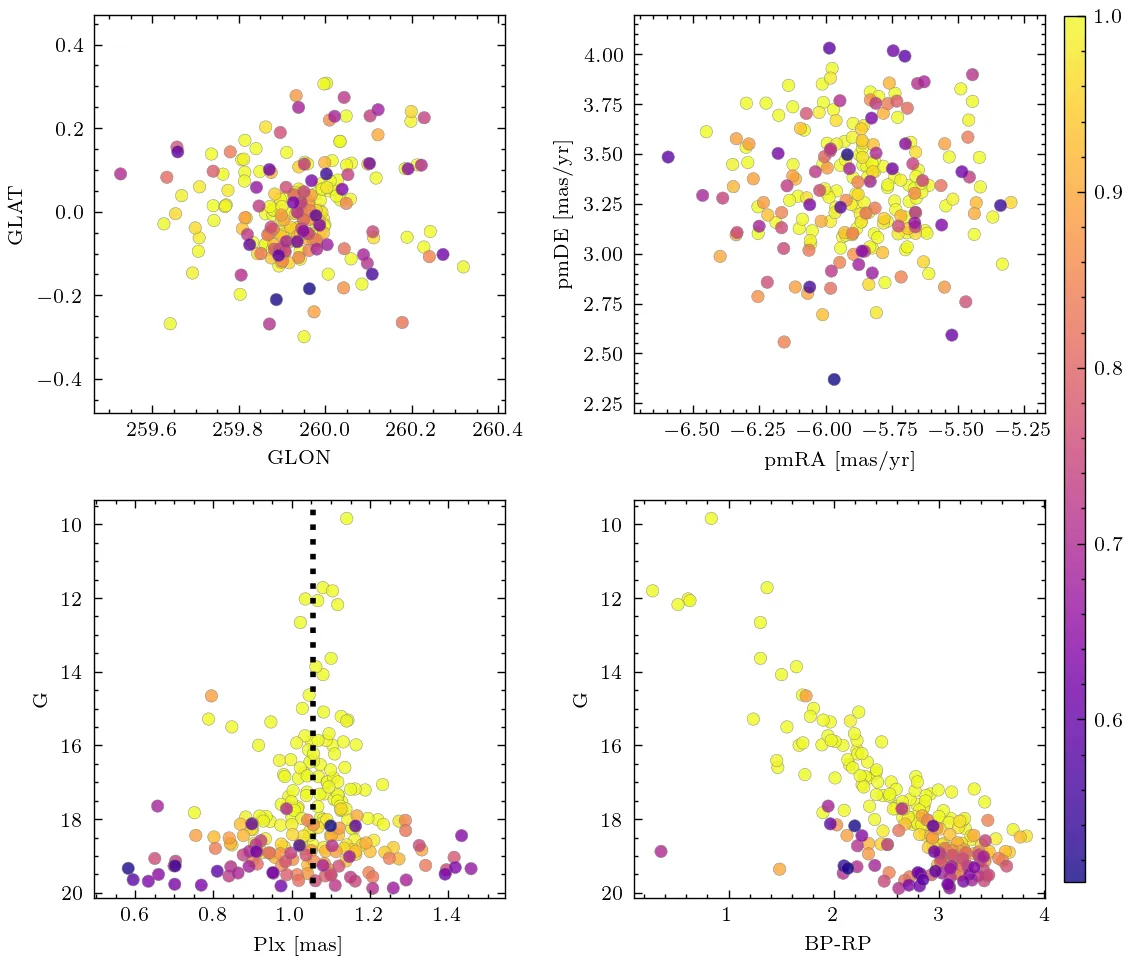 0.4
0.2
0.0
−0.2
−0.4
GLAT
259.6 259.8 260.0 260.2 260.4
GLON
4.00
3.75
3.50
3.25
3.00
2.75
2.50
2.25
pmDE [mas/yr]
−6.50 −6.25 −6.00 −5.75 −5.50 −5.25
pmRA [mas/yr]
1.0
0.9
0.8
0.7
0.6
10
12
14
16
18
20
G
0.6 0.8 1.0 1.2 1.4
Plx [mas]
10
12
14
16
18
20
G
1 2 3 4
BP-RP